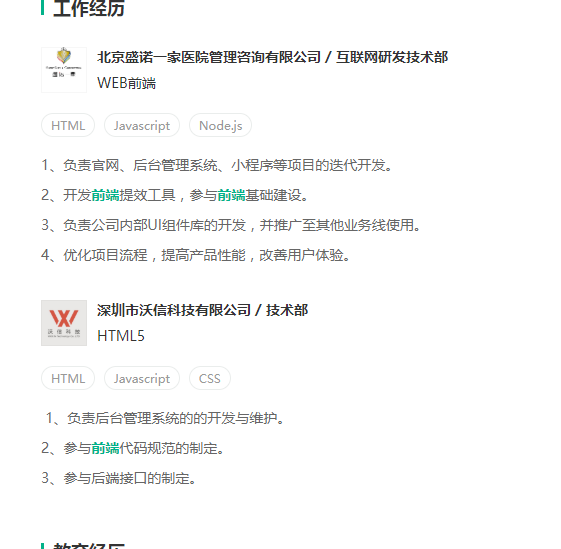 工作经历
北京盛诺一家医院管理咨询有限公司 / 互联网研发技术部
WEB前端
HTML Javascript Node.js
1、负责官网、后台管理系统、小程序等项目的迭代开发。
2、开发前端提效工具，参与前端基础建设。
3、负责公司内部UI组件库的开发，并推广至其他业务线使用。
4、优化项目流程，提高产品性能，改善用户体验。
深圳市沃信科技有限公司 / 技术部
HTML5
沃信科技
HTML Javascript CSS
1、负责后台管理系统的的开发与维护。
2、参与前端代码规范的制定。
3、参与后端接口的制定。
教育经历